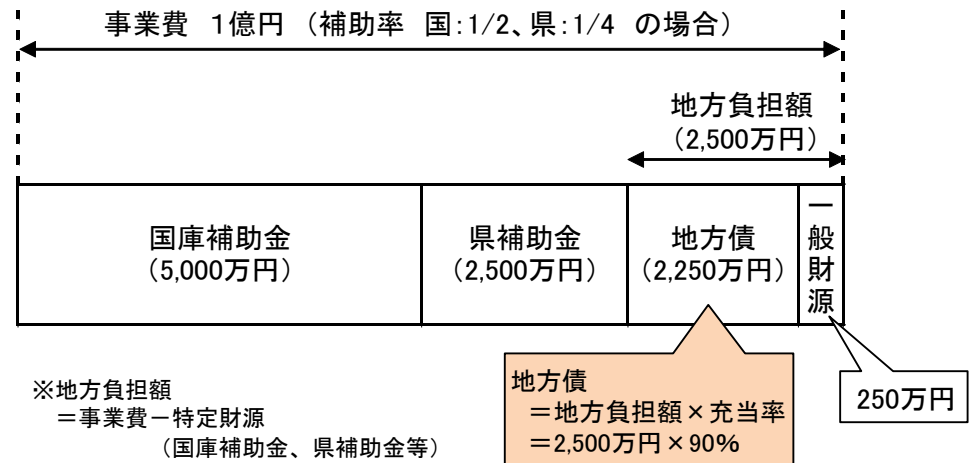 事業費　1億円　（補助率　国:1/2、県:1/4　の場合）
地方負担額
（2,500万円）
国庫補助金
（5,000万円）
県補助金
（2,500万円）
地方債
（2,250万円）
一般財源
※地方負担額
＝事業費－特定財源
（国庫補助金、県補助金等）
地方債
＝地方負担額×充当率
＝2,500万円×90%
250万円